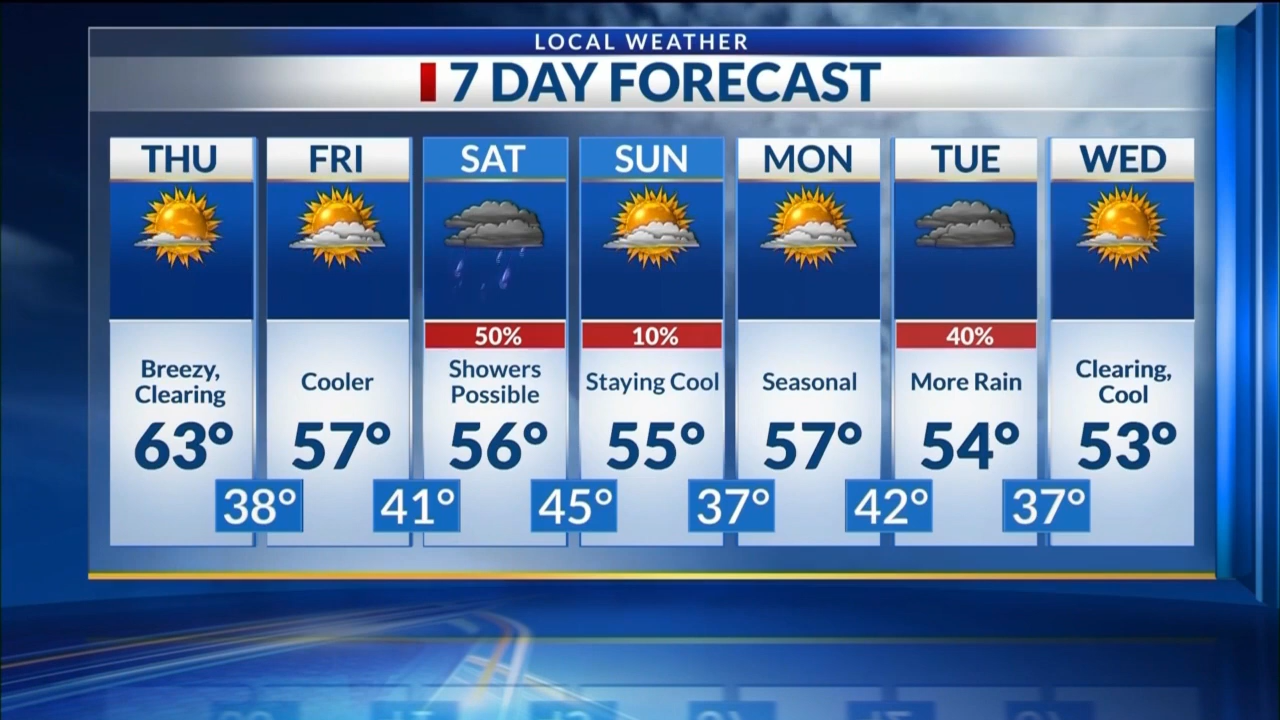 LOCAL WEATHER
7 DAY FORECAST
THU FRI SAT SUN MON TUE WED
50% 10% 40%
Breezy,
Clearing
Cooler
Showers
Possible
Staying Cool
Seasonal
More Rain
Clearing,
Cool
63° 57° 56° 55° 57° 54° 53°
38° 41° 45° 37° 42° 37°